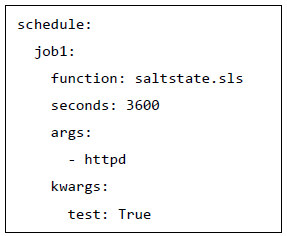 schedule:
  job1:
    function: saltstate.sls
    seconds: 3600
    args:
      - httpd
    kwargs:
      test: True